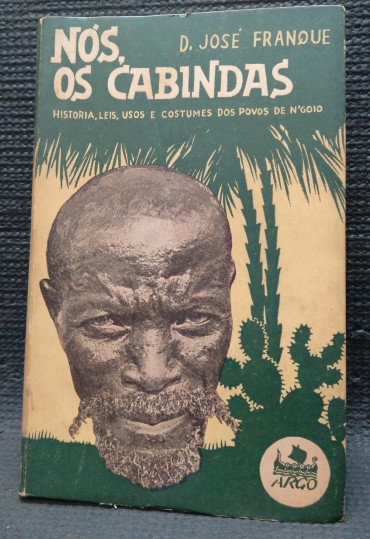 NÓS,
D. JOSÉ FRANQUE
OS CABINDAS
HISTORIA, LEIS, USOS E COSTUMES DOS POVOS DE N'GOIO
ARGO